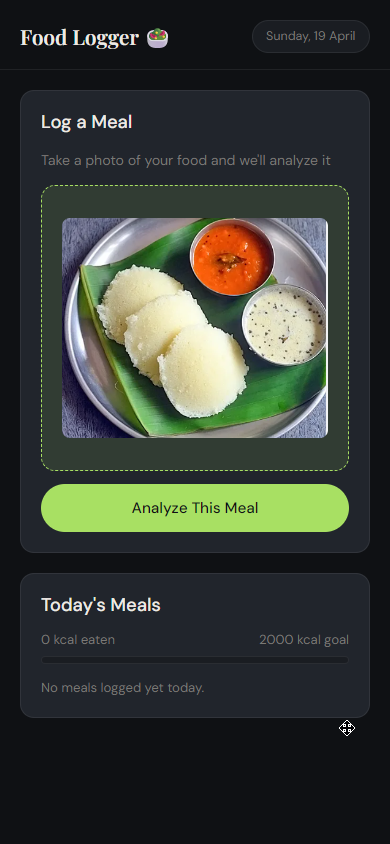 Food Logger 🥗
Sunday, 19 April
Log a Meal
Take a photo of your food and we'll analyze it
Analyze This Meal
Today's Meals
0 kcal eaten
2000 kcal goal
No meals logged yet today.